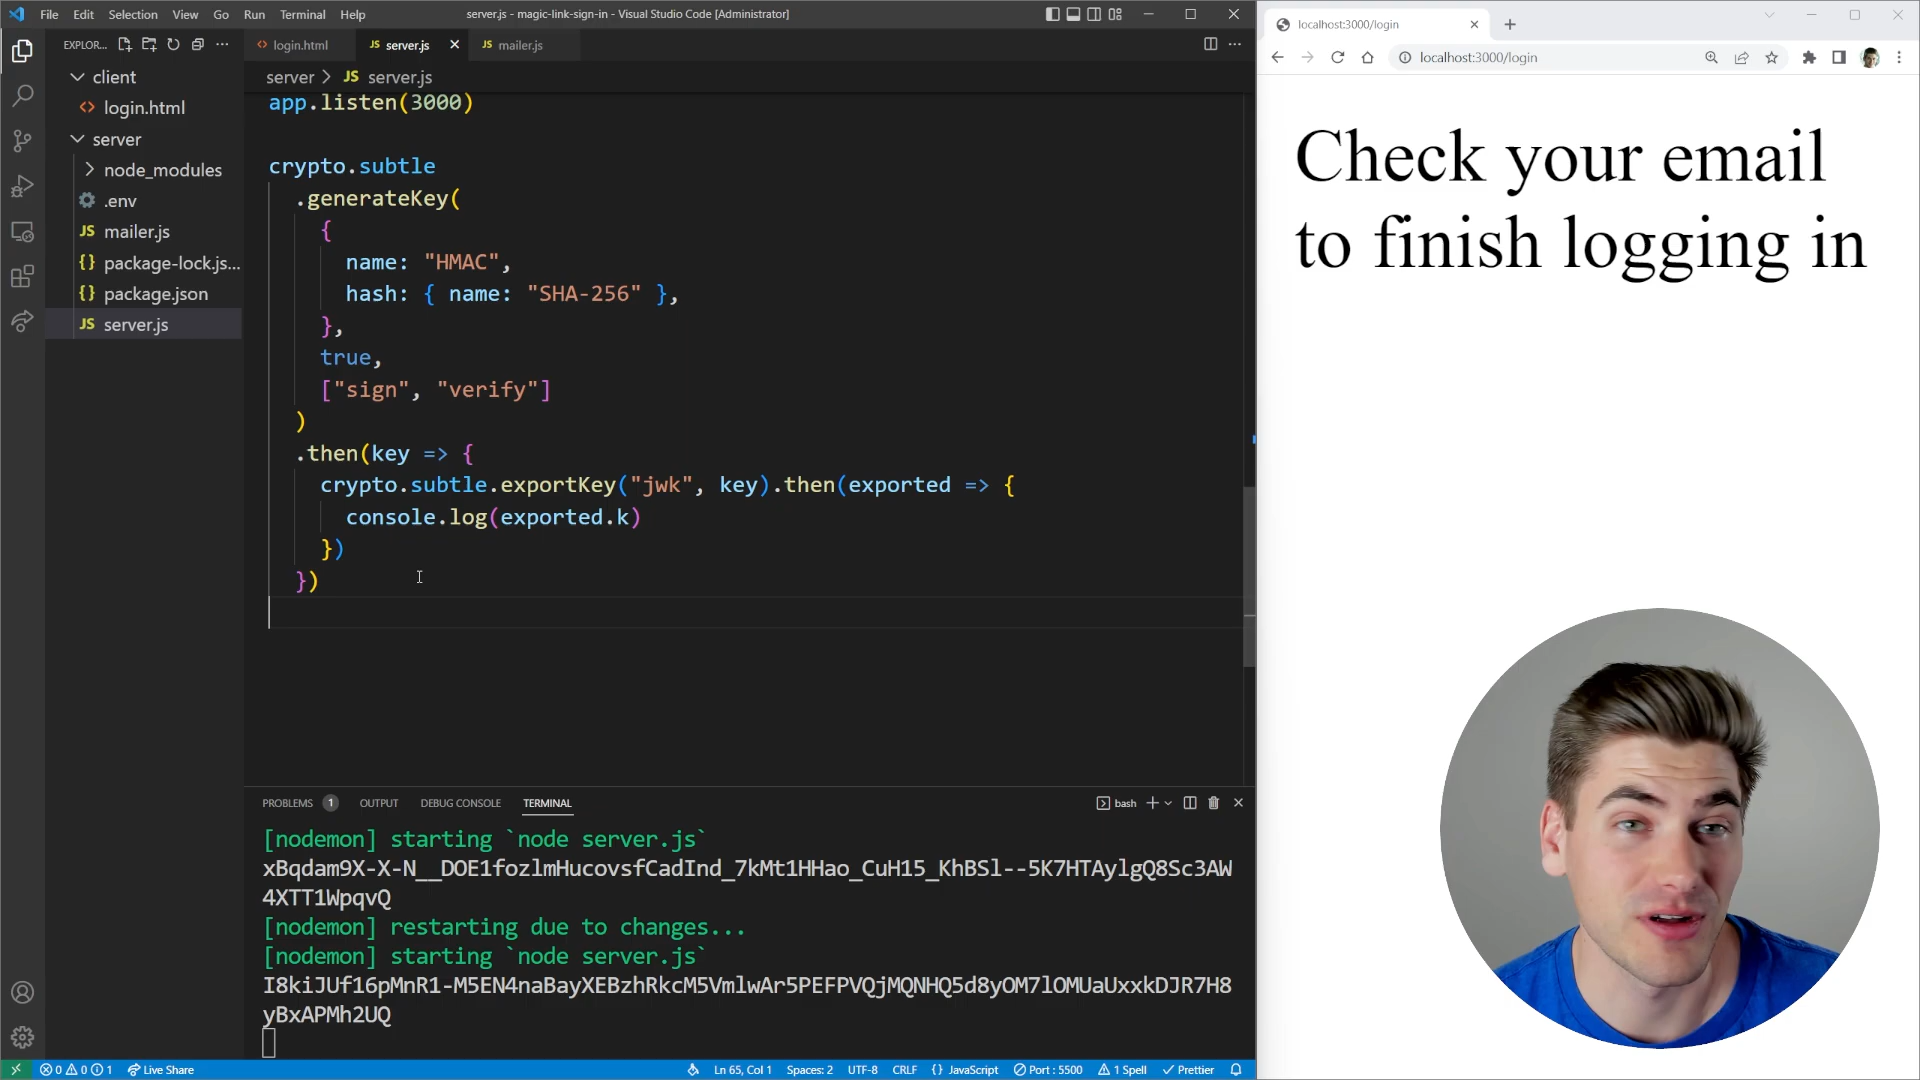 File Edit Selection View Go Run Terminal Help
server.js - magic-link-sign-in - Visual Studio Code [Administrator]
EXPLOR...
client
login.html
server
node_modules
.env
mailer.js
package-lock.js...
package.json
server.js
login.html
JS server.js
JS mailer.js
server > JS server.js
app.listen(3000)
crypto.subtle
.generateKey(
{
name: "HMAC",
hash: { name: "SHA-256" },
},
true,
["sign", "verify"]
)
.then(key => {
crypto.subtle.exportKey("jwk", key).then(exported => {
console.log(exported.k)
})
})
PROBLEMS 1 OUTPUT DEBUG CONSOLE TERMINAL
bash
[nodemon] starting `node server.js`
xBqdam9X-X-N__DOE1fozlmHucovsfCadInd_7kMt1HHao_CuH15_KhBSl--5K7HTAylgQ8Sc3AW
4XTT1WpqvQ
[nodemon] restarting due to changes...
[nodemon] starting `node server.js`
I8kiJUf16pMnR1-M5EN4naBayXEBzhRkcM5VmlwAr5PEFPVQjMQNHQ5d8yOM7lOMUaUxxkDJR7H8
yBxAPMh2UQ
0 0 1 Live Share
Ln 65, Col 1 Spaces: 2 UTF-8 CRLF {} JavaScript Port : 5500 1 Spell Prettier
localhost:3000/login
localhost:3000/login
Check your email
to finish logging in